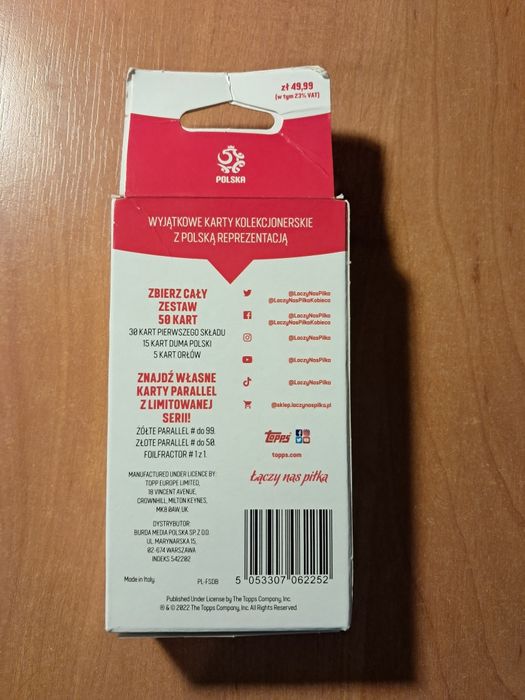 zł 49,99
(w tym 23% VAT)
POLSKA
WYJĄTKOWE KARTY KOLEKCJONERSKIE
Z POLSKĄ REPREZENTACJĄ
ZBIERZ CAŁY
ZESTAW
50 KART
30 KART PIERWSZEGO SKŁADU
15 KART DUMA POLSKI
5 KART ORŁÓW
ZNAJDŹ WŁASNE
KARTY PARALLEL
Z LIMITOWANEJ
SERII!
ŻÓŁTE PARALLEL # do 99.
ZŁOTE PARALLEL # do 50.
FOILFRACTOR # 1 z 1.
MANUFACTURED UNDER LICENCE BY:
TOPP EUROPE LIMITED,
18 VINCENT AVENUE,
CROWNHILL, MILTON KEYNES,
MK8 0AW, UK
DYSTRYBUTOR:
BURDA MEDIA POLSKA SP. Z O.O.
UL. MARYNARSKA 15,
02-674 WARSZAWA
INDEKS 542202
@LaczyNasPilka
@LaczyNasPilkaKobieca
@LaczyNasPilka
@LaczyNasPilkaKobieca
@LaczyNasPilka
@LaczyNasPilka
@LaczyNasPilka
@sklep.laczynaspilka.pl
topps
topps.com
Łączy nas piłka
Made in Italy
PL-FSDB
5 053307 062252
Published Under License by The Topps Company, Inc.
® & © 2022 The Topps Company, Inc. All Rights Reserved.